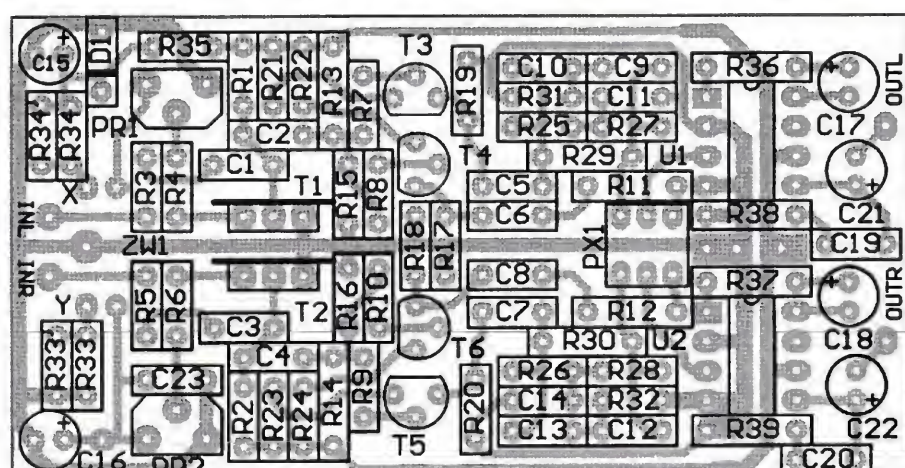 C15 + D1 R35 R1 R21 R22 R13 R7 T3 R19 C10 C9 R36 + OUTL
R31 C11
R34' R34 PR1 C2 R25 R27 C17
R3 R4 C1 T4 R29 U1
X T1 R15 R8 C5 R11 +
INL C6 R38 C21
ZW1 R18 R17 PX1 C19
INR C8 R37 OUTR
Y R5 R6 T2 R16 R10 C7 R12 +
C3 T6 R30 U2 C18
R33' R33 C4 R26 R28
C23 R2 R23 R24 R14 R9 R20 C14 R32 +
+ T5 C13 C12 R39 C22
C16 PR2 C20